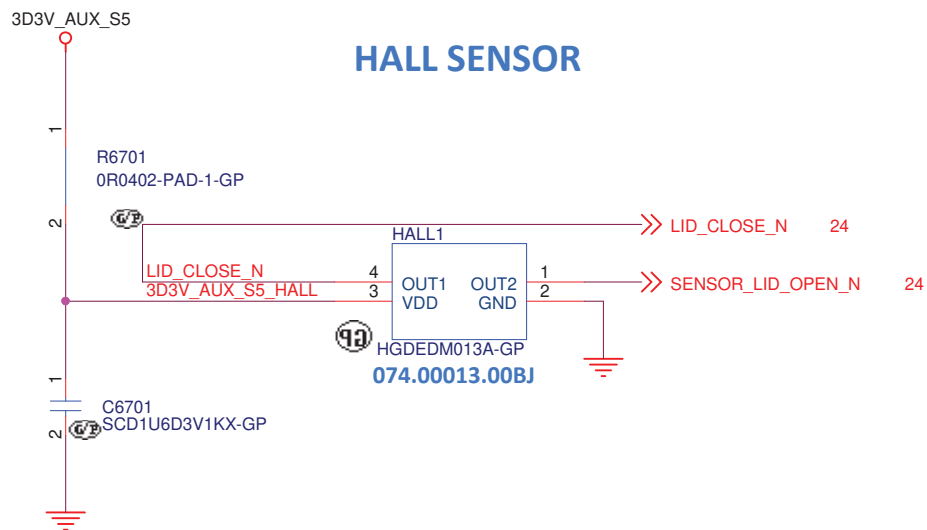 3D3V_AUX_S5
HALL SENSOR
1
R6701
0R0402-PAD-1-GP
2
G/P
LID_CLOSE_N 24
HALL1
LID_CLOSE_N 4 OUT1 OUT2 1 SENSOR_LID_OPEN_N 24
3D3V_AUX_S5_HALL 3 VDD GND 2
HGDEDM013A-GP
074.00013.00BJ
1
C6701
SCD1U6D3V1KX-GP
2
G/P